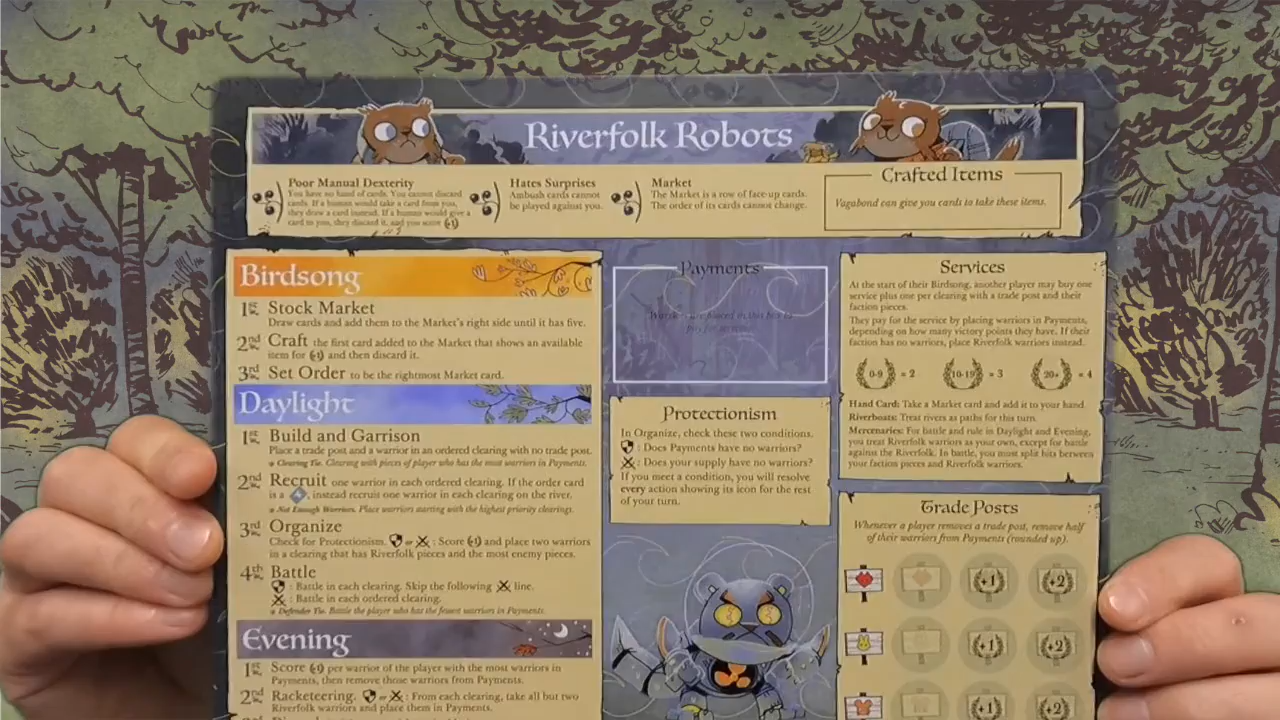 Riverfolk Robots
Poor Manual Dexterity
You have no hand of cards. You cannot discard
cards. If a human would take a card from you,
they draw a card instead. If a human would give a
card to you, they discard it, and you score (+1)
Hates Surprises
Ambush cards cannot
be played against you.
Market
The Market is a row of face-up cards.
The order of its cards cannot change.
Crafted Items
Vagabond can give you cards to take these items.
Birdsong
1st Stock Market
Draw cards and add them to the Market's right side until it has five.
2nd Craft the first card added to the Market that shows an available
item for (+1) and then discard it.
3rd Set Order to be the rightmost Market card.
Daylight
1st Build and Garrison
Place a trade post and a warrior in an ordered clearing with no trade post.
Clearing Tie. Clearing with pieces of player who has the most warriors in Payments.
2nd Recruit one warrior in each ordered clearing. If the order card
is a , instead recruit one warrior in each clearing on the river.
Not Enough Warriors. Place warriors starting with the highest priority clearings.
3rd Organize
Check for Protectionism. or : Score (+1) and place two warriors
in a clearing that has Riverfolk pieces and the most enemy pieces.
4th Battle
: Battle in each clearing. Skip the following line.
: Battle in each ordered clearing.
Defender Tie. Battle the player who has the fewest warriors in Payments.
Evening
1st Score (+1) per warrior of the player with the most warriors in
Payments, then remove those warriors from Payments.
2nd Racketeering. or : From each clearing, take all but two
Riverfolk warriors and place them in Payments.
Payments
Warriors are placed in this box to
pay for services.
Protectionism
In Organize, check these two conditions.
: Does Payments have no warriors?
: Does your supply have no warriors?
If you meet a condition, you will resolve
every action showing its icon for the rest
of your turn.
Services
At the start of their Birdsong, another player may buy one
service plus one per clearing with a trade post and their
faction pieces.
They pay for the service by placing warriors in Payments,
depending on how many victory points they have. If their
faction has no warriors, place Riverfolk warriors instead.
0-9 = 2 10-19 = 3 20+ = 4
Hand Card: Take a Market card and add it to your hand.
Riverboats: Treat rivers as paths for this turn.
Mercenaries: For battle and rule in Daylight and Evening,
you treat Riverfolk warriors as your own, except for battle
against the Riverfolk. In battle, you must split hits between
your faction pieces and Riverfolk warriors.
Trade Posts
Whenever a player removes a trade post, remove half
of their warriors from Payments (rounded up).
+1 +2
+1 +2
+1 +2